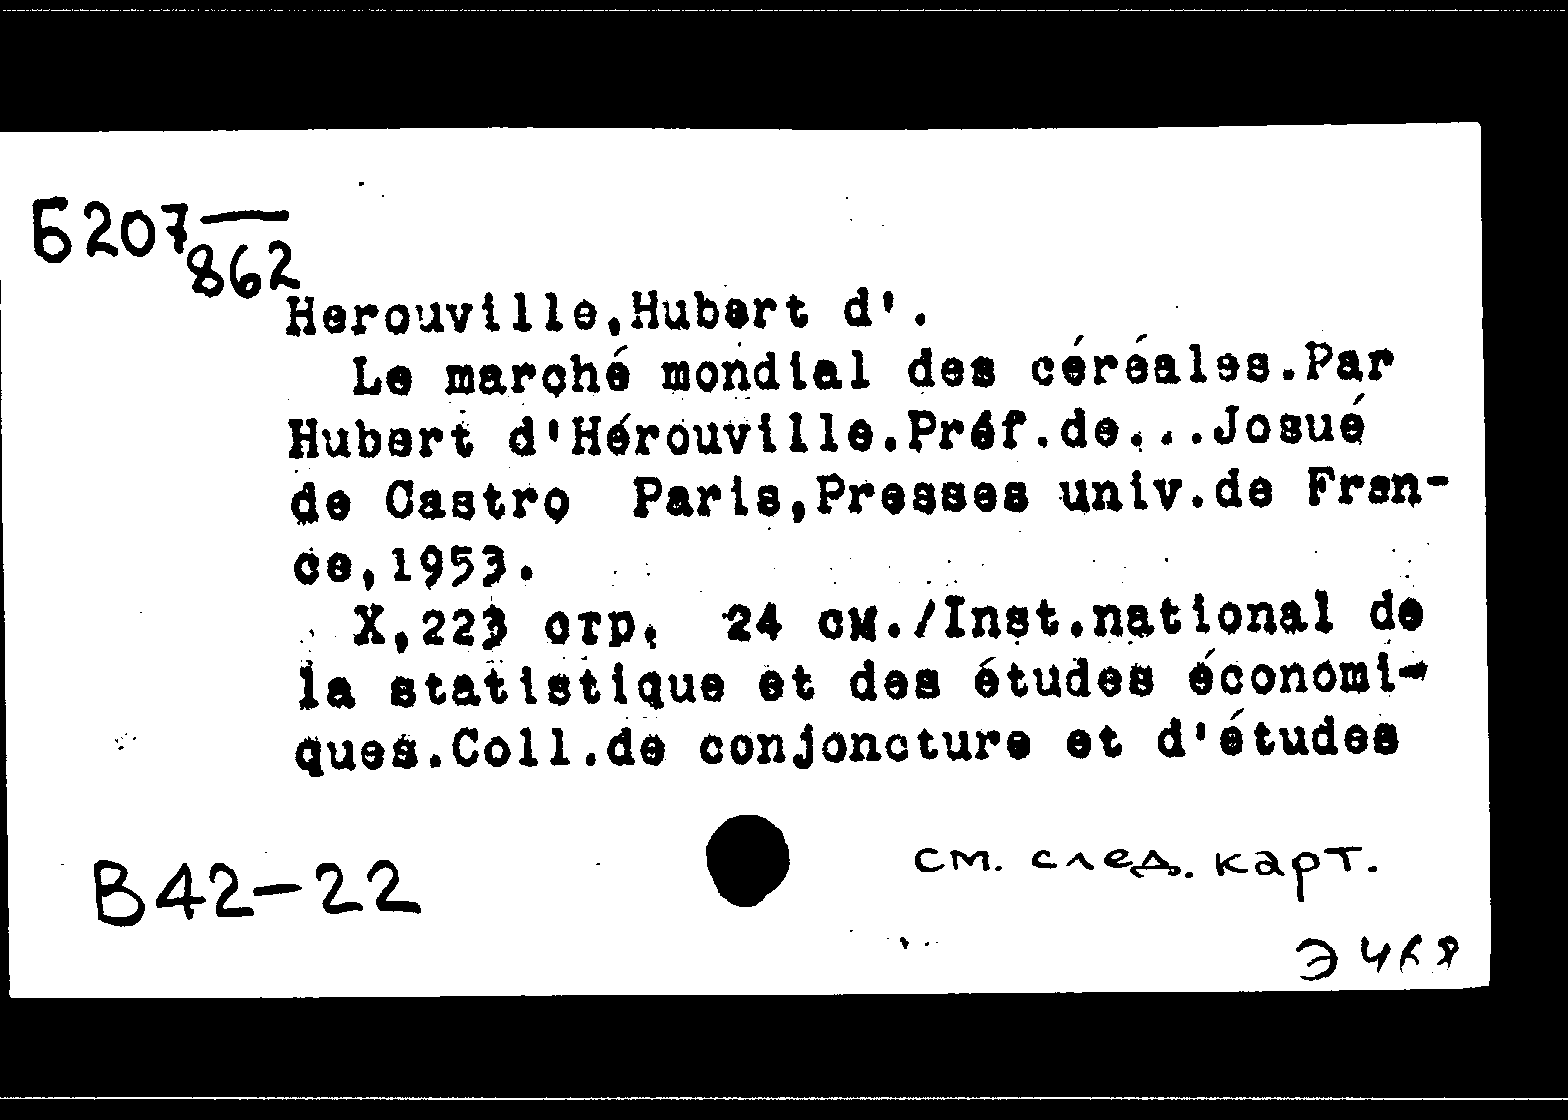 Б207
862
Herouville,Hubert d'.
Le marché mondial des céréales.Par
Hubert d'Hérouville.Préf.de...Josué
de Castro Paris,Presses univ.de Fran-
ce,1953.
X,223 стр. 24 см./Inst.national de
la statistique et des études économi-
ques.Coll.de conjoncture et d'études
см. след. карт.
B42-22
Э 468